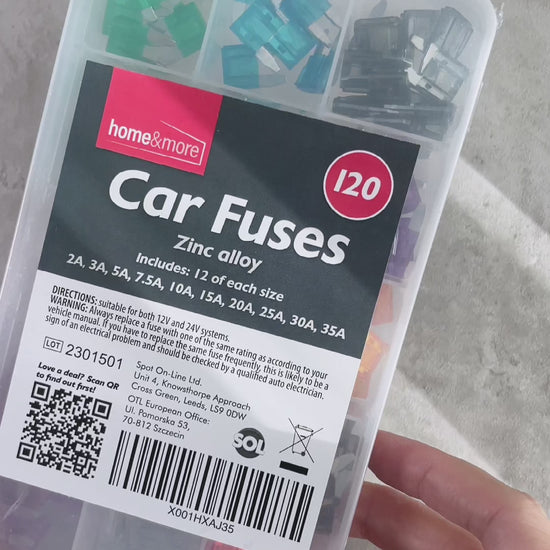 home&more
120
Car Fuses
Zinc alloy
Includes: 12 of each size
2A, 3A, 5A, 7.5A, 10A, 15A, 20A, 25A, 30A, 35A
DIRECTIONS: suitable for both 12V and 24V systems.
WARNING: Always replace a fuse with one of the same rating as according to your
vehicle manual. If you have to replace the same fuse frequently, this is likely to be a
sign of an electrical problem and should be checked by a qualified auto electrician.
LOT 2301501
Love a deal? Scan QR
to find out first!
Spot On-Line Ltd.
Unit 4, Knowsthorpe Approach
Cross Green, Leeds, LS9 0DW
OTL European Office:
Ul. Pomorska 53,
70-812 Szczecin
SOL
X001HXAJ35